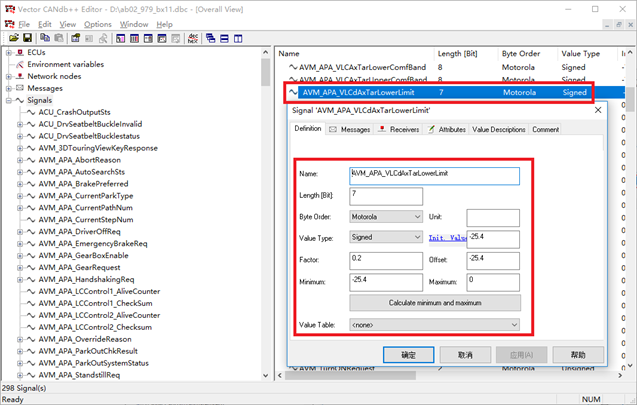 Vector CANdb++ Editor - D:\ab02_979_bx11.dbc - [Overall View]
File Edit View Options Window Help
ECUs
Environment variables
Network nodes
Messages
Signals
ACU_CrashOutputSts
ACU_DrvSeatbeltBuckleInvalid
ACU_DrvSeatbeltBucklestatus
AVM_3DTouringViewKeyResponse
AVM_APA_AbortReason
AVM_APA_AutoSearchSts
AVM_APA_BrakePreferred
AVM_APA_CurrentParkType
AVM_APA_CurrentPathNum
AVM_APA_CurrentStepNum
AVM_APA_DriverOffReq
AVM_APA_EmergencyBrakeReq
AVM_APA_GearBoxEnable
AVM_APA_GearRequest
AVM_APA_HandshakingReq
AVM_APA_LCControl1_AliveCounter
AVM_APA_LCControl1_CheckSum
AVM_APA_LCControl2_AliveCounter
AVM_APA_LCControl2_Checksum
AVM_APA_OverrideReason
AVM_APA_ParkOutChkResult
AVM_APA_ParkOutSystemStatus
AVM_APA_StandstillReq
Name Length [Bit] Byte Order Value Type Ini
AVM_APA_VLCAxTarLowerComfBand 8 Motorola Signed
AVM_APA_VLCAxTarUpperComfBand 8 Motorola Signed
AVM_APA_VLCdAxTarLowerLimit 7 Motorola Signed
Signal 'AVM_APA_VLCdAxTarLowerLimit'
Definition Messages Receivers Attributes Value Descriptions Comment
Name: AVM_APA_VLCdAxTarLowerLimit
Length [Bit]: 7
Byte Order: Motorola Unit:
Value Type: Signed Init. Value -25.4
Factor: 0.2 Offset: -25.4
Minimum: -25.4 Maximum: 0
Calculate minimum and maximum
Value Table: <none>
确定 取消 应用(A) 帮助
AVM_TurnONRequest 2 Motorola Unsigned
298 Signal(s)
Ready NUM